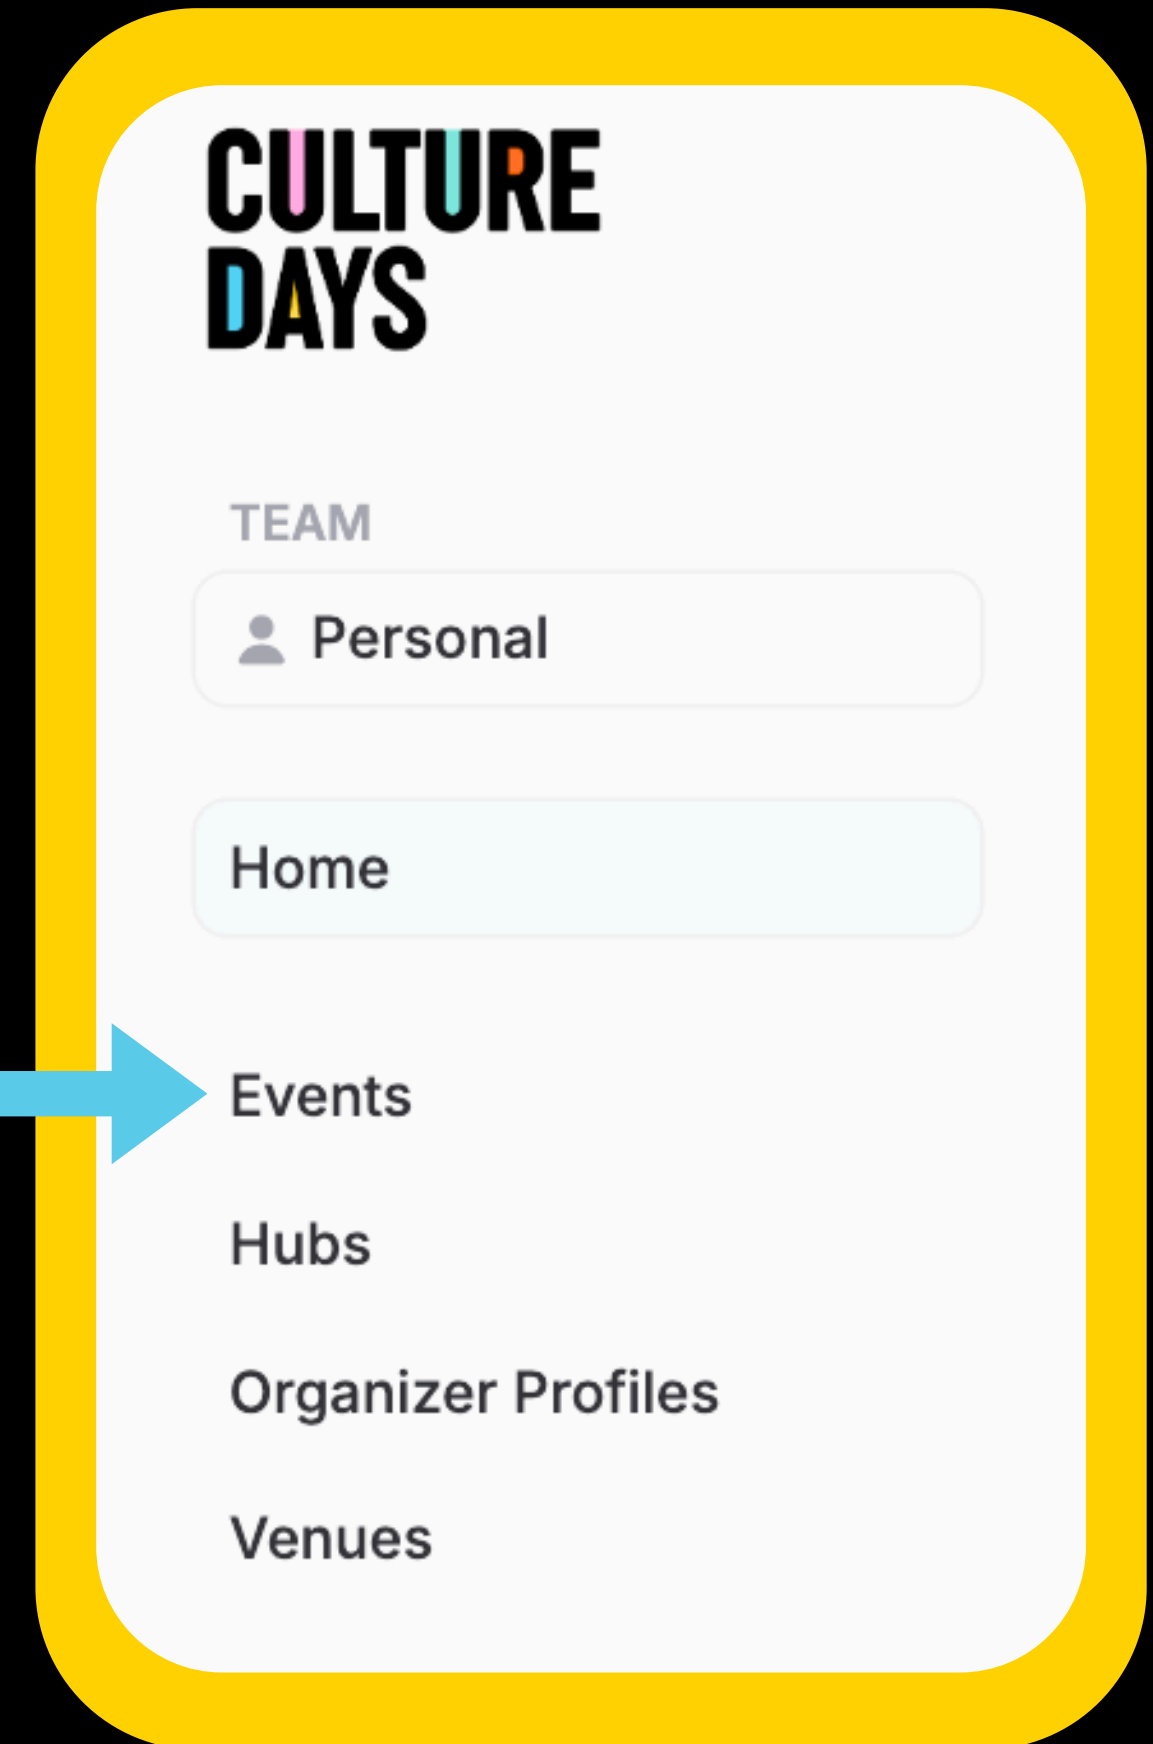 CULTURE
DAYS
TEAM
Personal
Home
Events
Hubs
Organizer Profiles
Venues